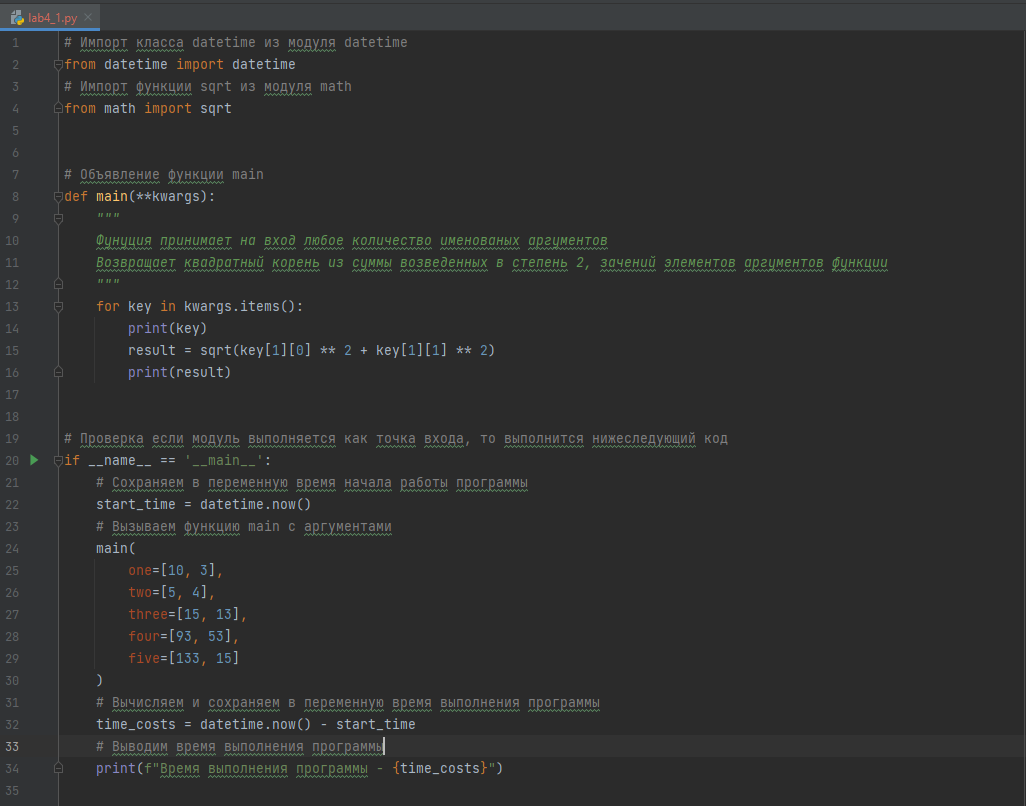 lab4_1.py
1 # Импорт класса datetime из модуля datetime
2 from datetime import datetime
3 # Импорт функции sqrt из модуля math
4 from math import sqrt
5
6
7 # Объявление функции main
8 def main(**kwargs):
9     """
10     Фунуция принимает на вход любое количество именованых аргументов
11     Возвращает квадратный корень из суммы возведенных в степень 2, зачений элементов аргументов функции
12     """
13     for key in kwargs.items():
14         print(key)
15         result = sqrt(key[1][0] ** 2 + key[1][1] ** 2)
16         print(result)
17
18
19 # Проверка если модуль выполняется как точка входа, то выполнится нижеследующий код
20 if __name__ == '__main__':
21     # Сохраняем в переменную время начала работы программы
22     start_time = datetime.now()
23     # Вызываем функцию main с аргументами
24     main(
25         one=[10, 3],
26         two=[5, 4],
27         three=[15, 13],
28         four=[93, 53],
29         five=[133, 15]
30     )
31     # Вычисляем и сохраняем в переменную время выполнения программы
32     time_costs = datetime.now() - start_time
33     # Выводим время выполнения программы
34     print(f"Время выполнения программы - {time_costs}")
35